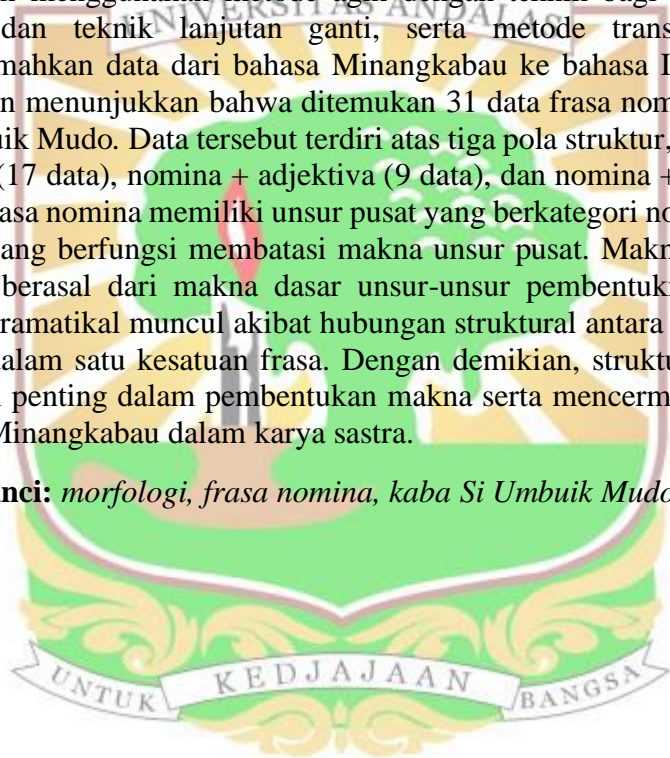 menggunakan metode agih dengan teknik bagi
UNIVERSITAS ANDALAS
dan teknik lanjutan ganti, serta metode trans
mahkan data dari bahasa Minangkabau ke bahasa I
n menunjukkan bahwa ditemukan 31 data frasa nom
uik Mudo. Data tersebut terdiri atas tiga pola struktur,
(17 data), nomina + adjektiva (9 data), dan nomina +
asa nomina memiliki unsur pusat yang berkategori no
ang berfungsi membatasi makna unsur pusat. Makn
berasal dari makna dasar unsur-unsur pembentuk
ramatikal muncul akibat hubungan struktural antara
dalam satu kesatuan frasa. Dengan demikian, struktu
penting dalam pembentukan makna serta mencerm
Minangkabau dalam karya sastra.
nci: morfologi, frasa nomina, kaba Si Umbuik Mudo
UNTUK KEDJAJAAN BANGSA